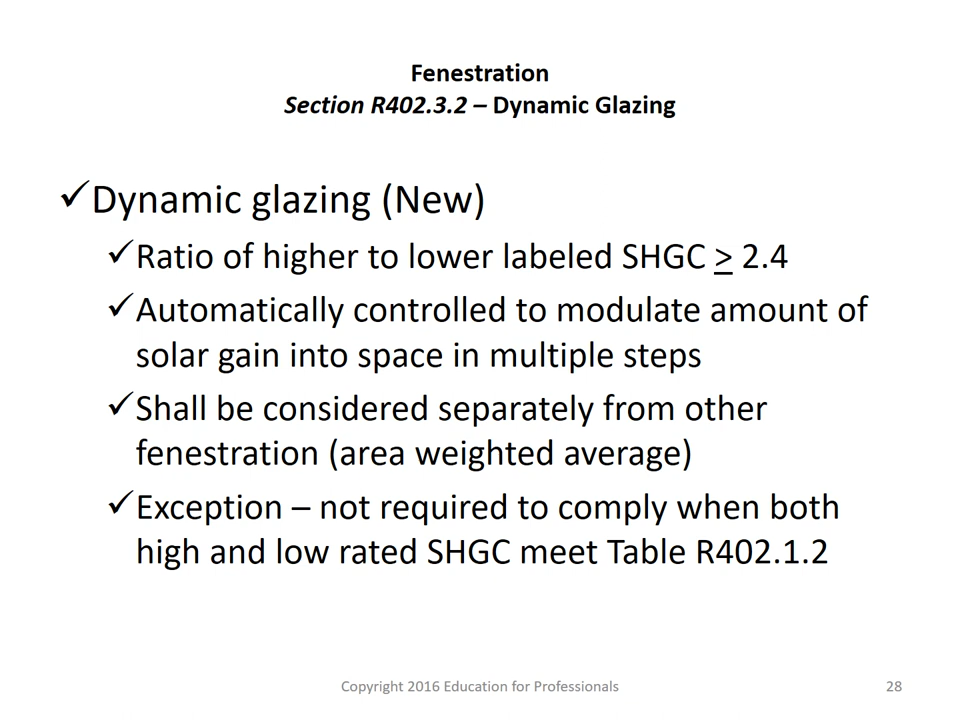 Fenestration
Section R402.3.2 – Dynamic Glazing
✓Dynamic glazing (New)
✓Ratio of higher to lower labeled SHGC > 2.4
✓Automatically controlled to modulate amount of
solar gain into space in multiple steps
✓Shall be considered separately from other
fenestration (area weighted average)
✓Exception – not required to comply when both
high and low rated SHGC meet Table R402.1.2
Copyright 2016 Education for Professionals
28